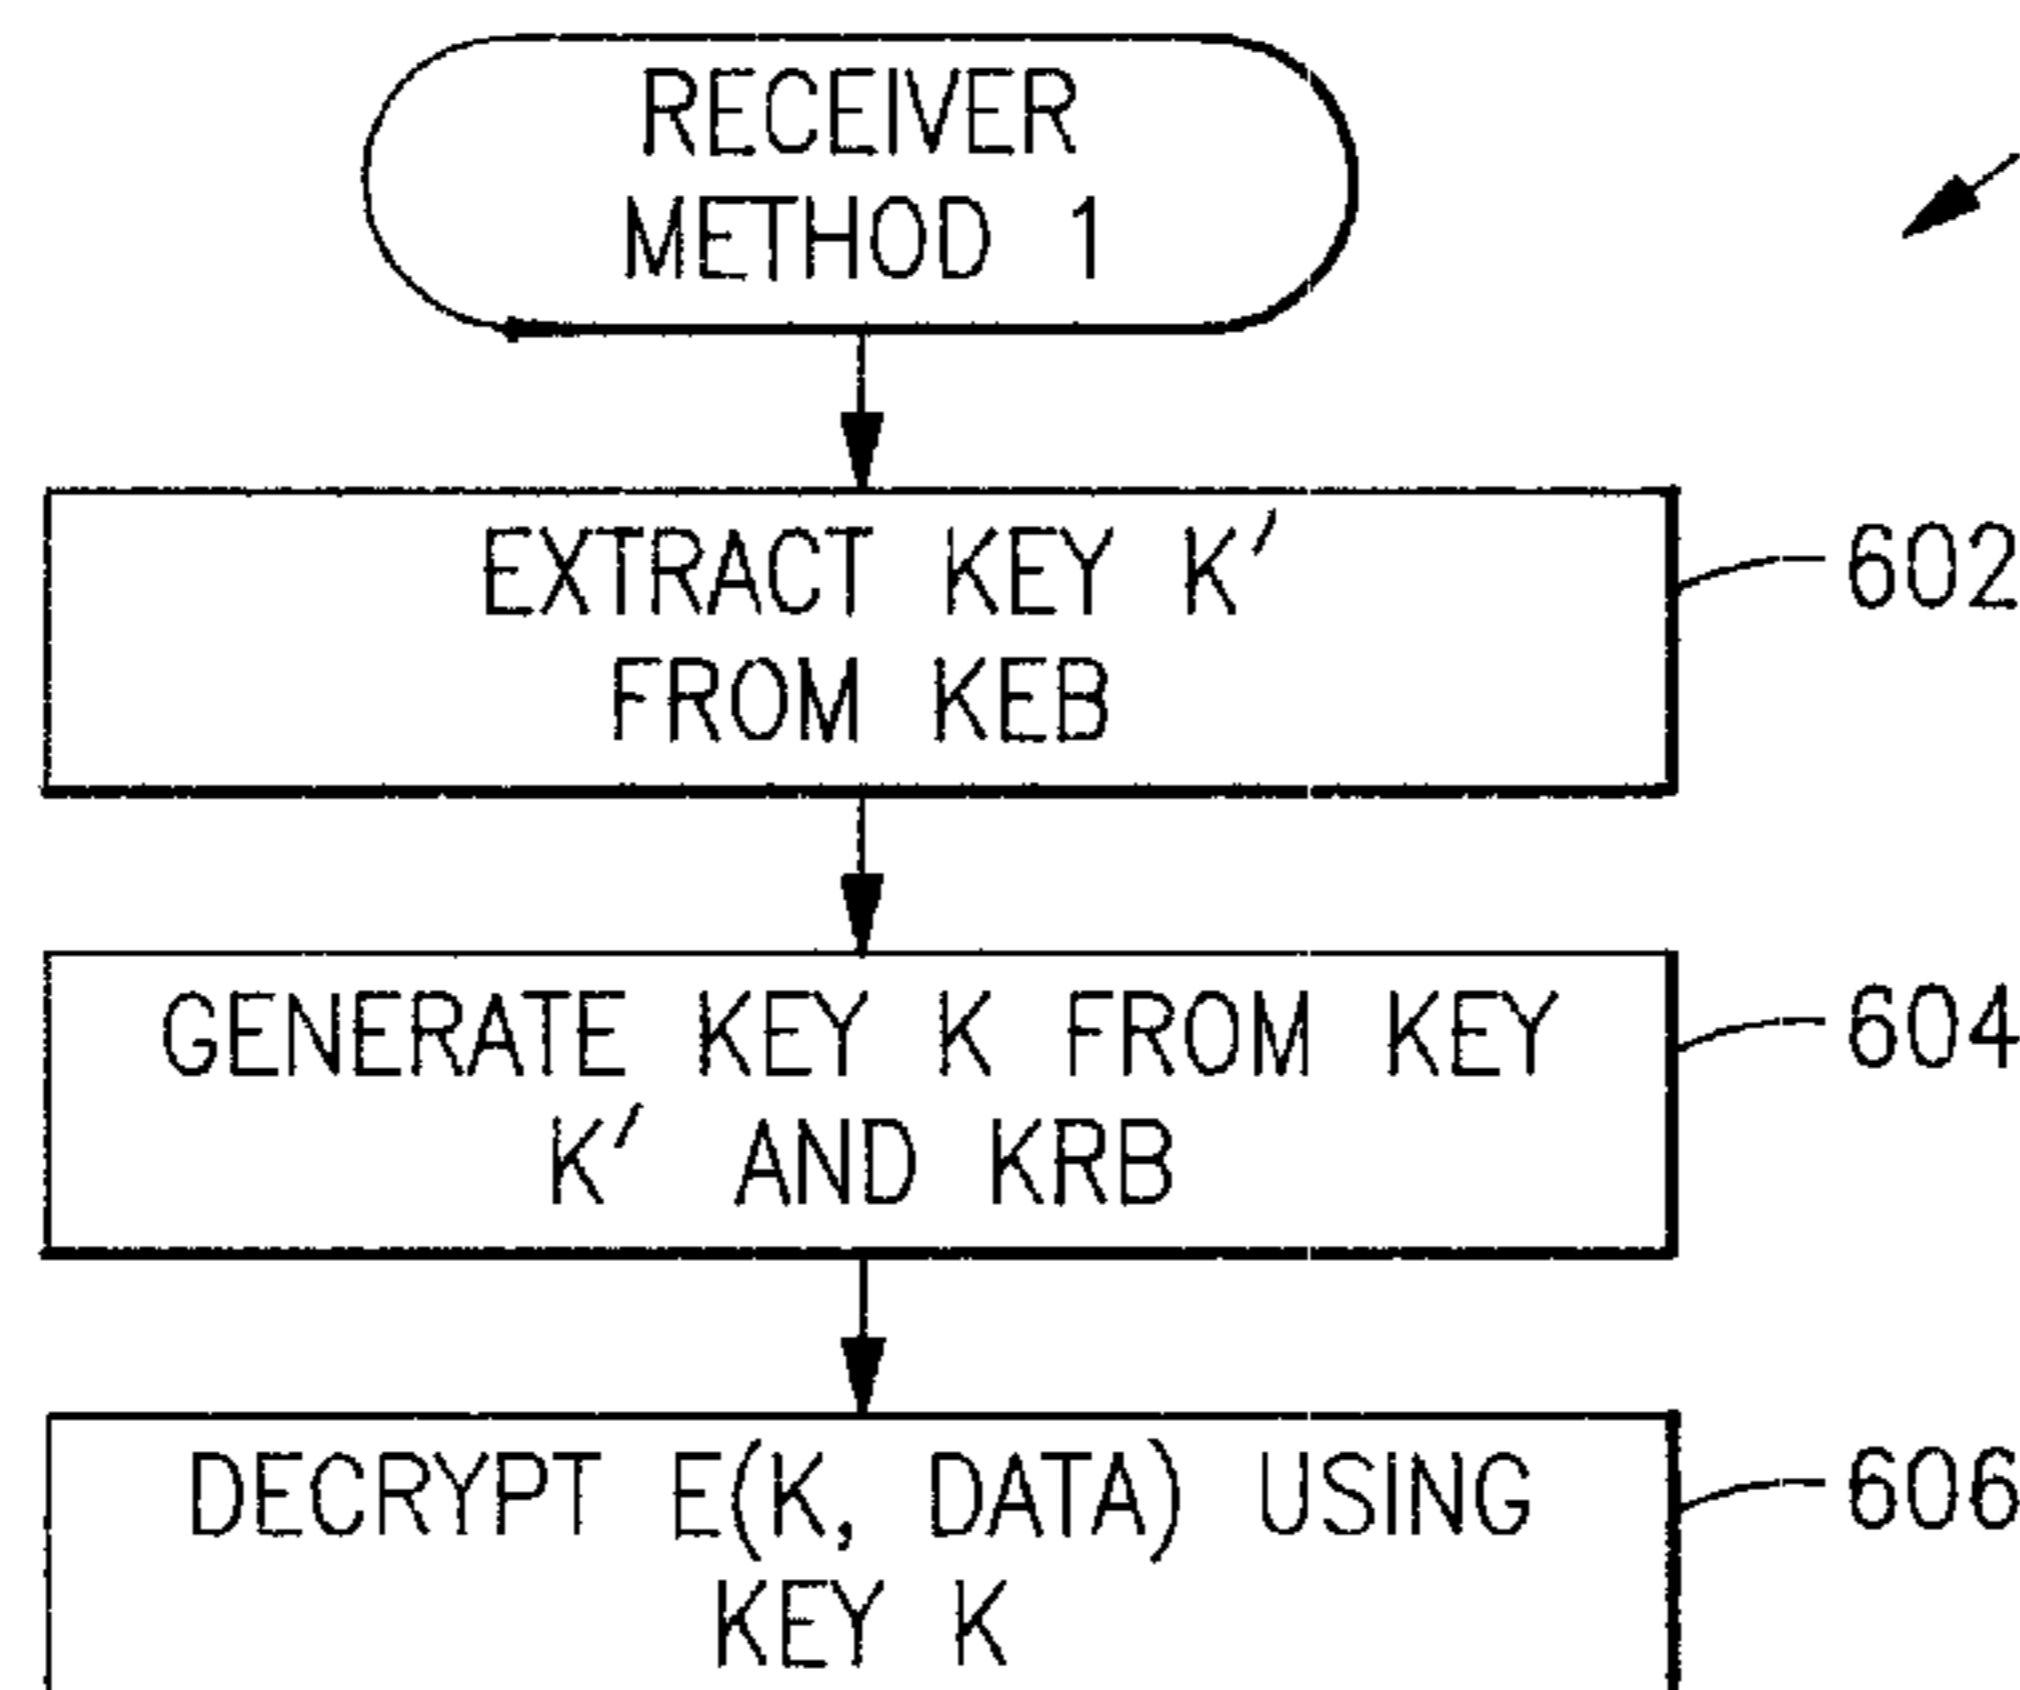 RECEIVER
METHOD 1
EXTRACT KEY K′
FROM KEB
602
GENERATE KEY K FROM KEY
K′ AND KRB
604
DECRYPT E(K, DATA) USING
KEY K
606